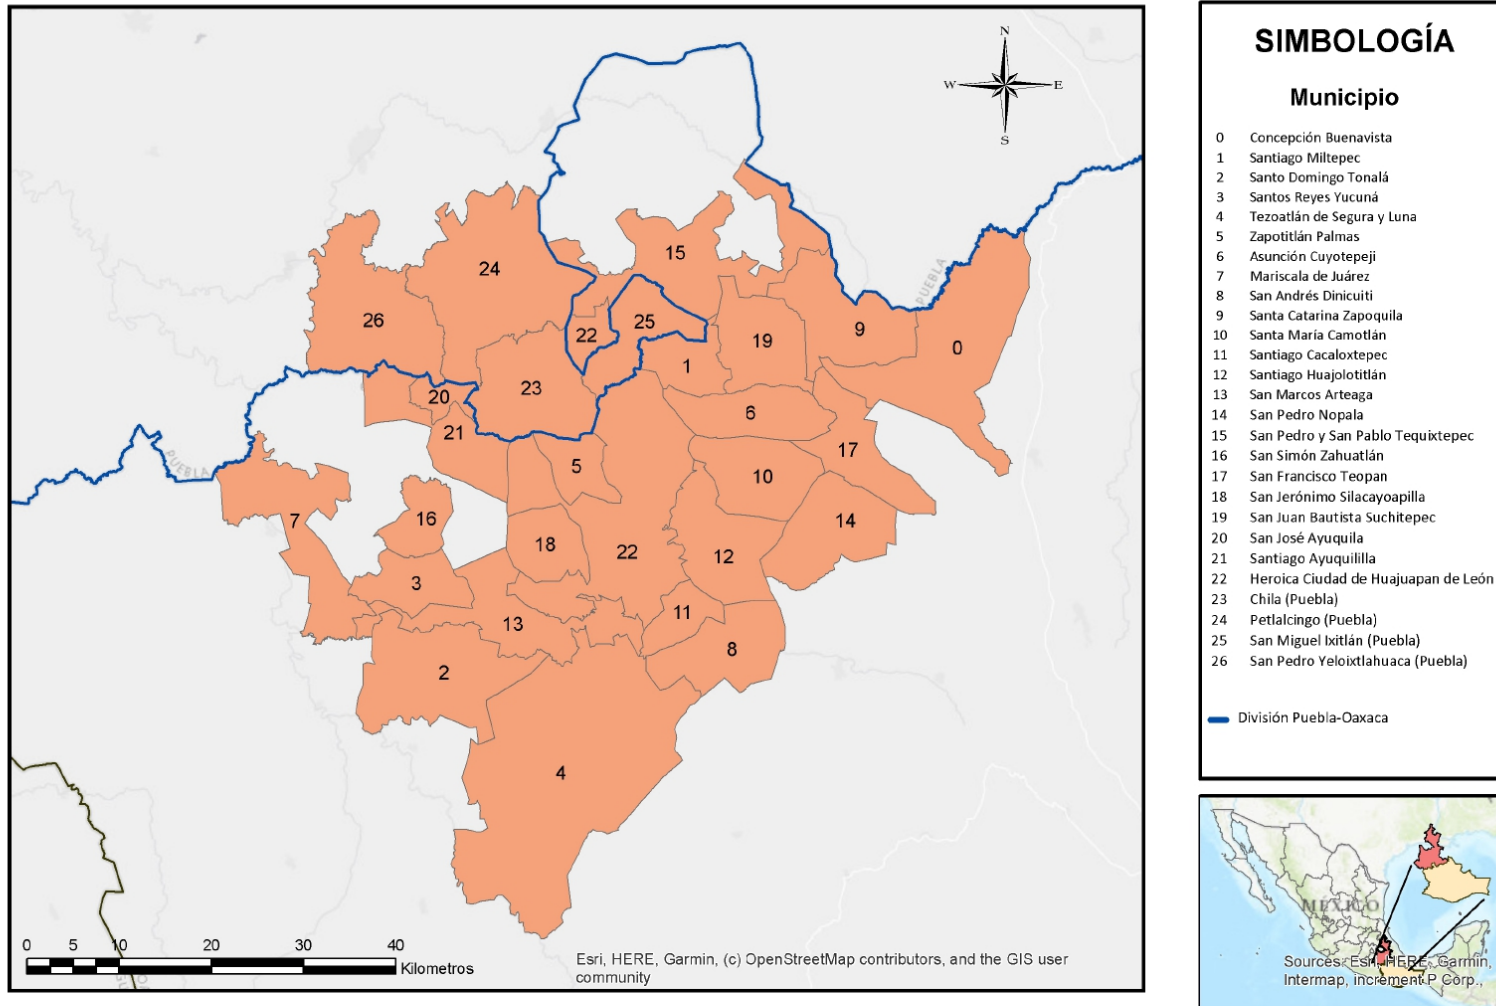 N
W
E
S
PUEBLA
PUEBLA
15
24
26
22
25
19
9
0
1
23
20
6
21
17
5
10
16
14
7
18
22
12
3
11
13
8
2
4
0 5 10 20 30 40
Kilometros
Esri, HERE, Garmin, (c) OpenStreetMap contributors, and the GIS user
community
SIMBOLOGÍA
Municipio
0 Concepción Buenavista
1 Santiago Miltepec
2 Santo Domingo Tonalá
3 Santos Reyes Yucuná
4 Tezoatlán de Segura y Luna
5 Zapotitlán Palmas
6 Asunción Cuyotepeji
7 Mariscala de Juárez
8 San Andrés Dinicuiti
9 Santa Catarina Zapoquila
10 Santa María Camotlán
11 Santiago Cacaloxtepec
12 Santiago Huajolotitlán
13 San Marcos Arteaga
14 San Pedro Nopala
15 San Pedro y San Pablo Tequixtepec
16 San Simón Zahuatlán
17 San Francisco Teopan
18 San Jerónimo Silacayoapilla
19 San Juan Bautista Suchitepec
20 San José Ayuquila
21 Santiago Ayuquililla
22 Heroica Ciudad de Huajuapan de León
23 Chila (Puebla)
24 Petlalcingo (Puebla)
25 San Miguel Ixitlán (Puebla)
26 San Pedro Yeloixtlahuaca (Puebla)
División Puebla-Oaxaca
MÉXICO
Sources: Esri, HERE, Garmin,
Intermap, increment P Corp.,